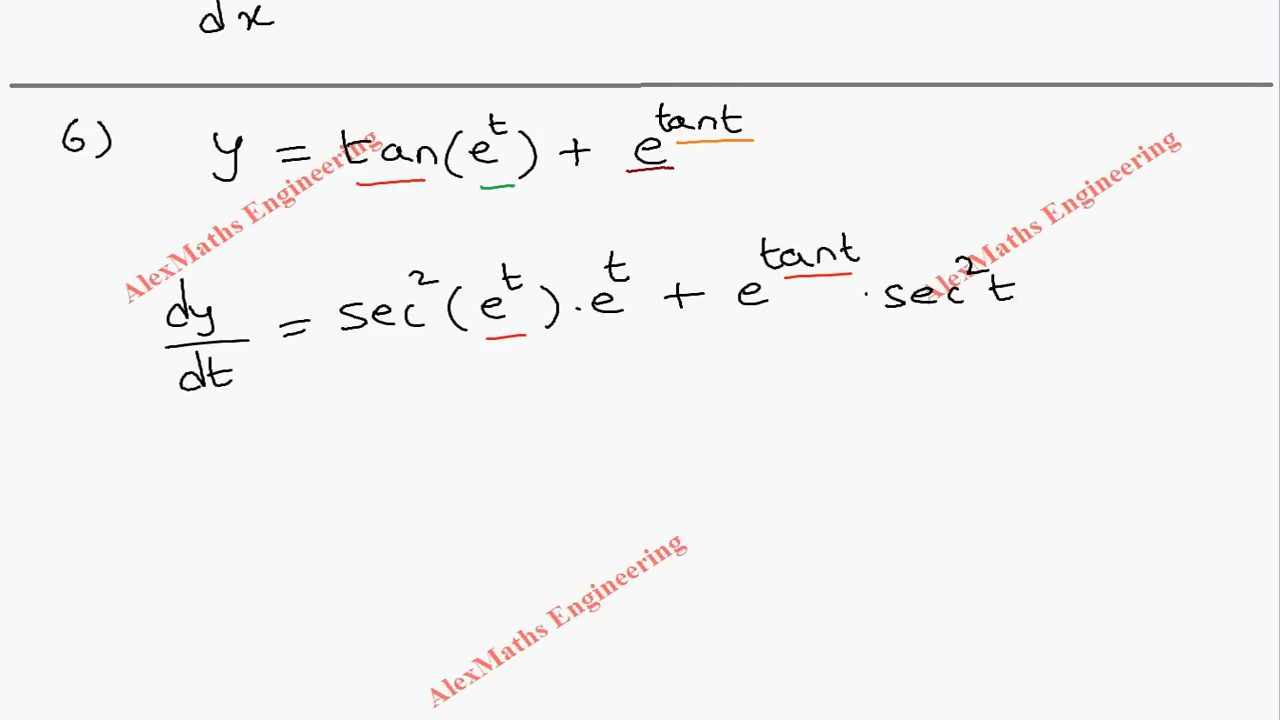 dx
6) y = tan(e^t) + e^tant
dy/dt = sec²(e^t) · e^t + e^tant · sec²t
AlexMaths Engineering
AlexMaths Engineering
AlexMaths Engineering